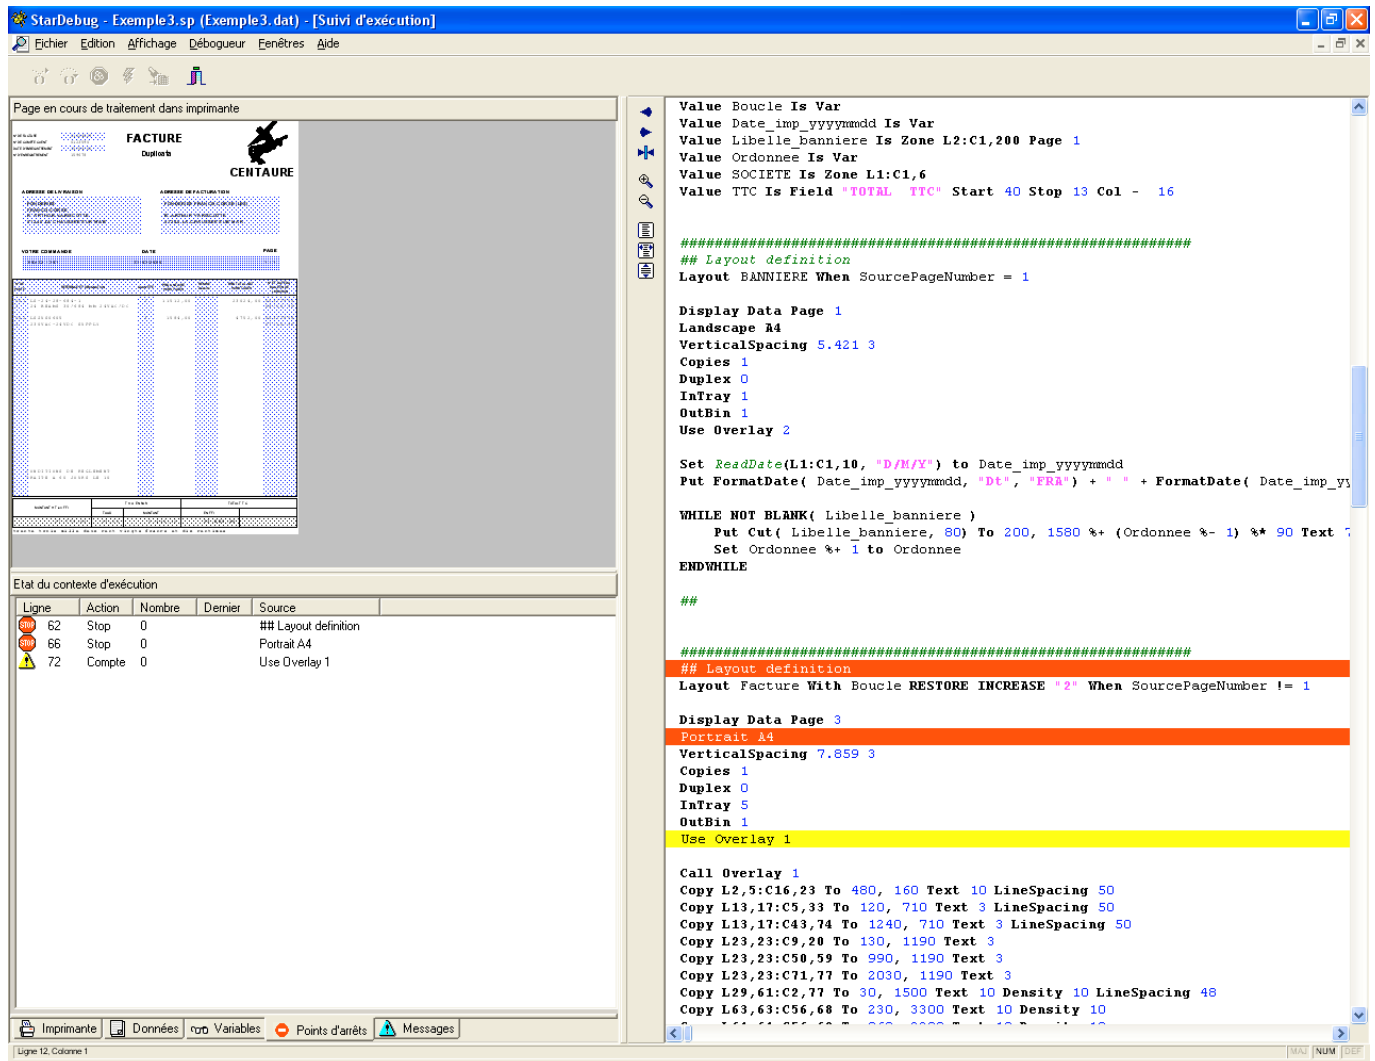 StarDebug - Exemple3.sp (Exemple3.dat) - [Suivi d'exécution]
Fichier Edition Affichage Débogueur Fenêtres Aide
Page en cours de traitement dans imprimante
FACTURE
Duplicata
CENTAURE
ADRESSE DE LIVRAISON
ADRESSE DE FACTURATION
VOTRE COMMANDE
DATE
PAGE
Etat du contexte d'exécution
Ligne Action Nombre Dernier Source
62 Stop 0 ## Layout definition
66 Stop 0 Portrait A4
72 Compte 0 Use Overlay 1
Imprimante Données Variables Points d'arrêts Messages
Value Boucle Is Var
Value Date_imp_yyyymmdd Is Var
Value Libelle_banniere Is Zone L2:C1,200 Page 1
Value Ordonnee Is Var
Value SOCIETE Is Zone L1:C1,6
Value TTC Is Field "TOTAL  TTC" Start 40 Stop 13 Col -  16
############################################################
## Layout definition
Layout BANNIERE When SourcePageNumber = 1
Display Data Page 1
Landscape A4
VerticalSpacing 5.421 3
Copies 1
Duplex 0
InTray 1
OutBin 1
Use Overlay 2
Set ReadDate(L1:C1,10, "D/M/Y") to Date_imp_yyyymmdd
Put FormatDate( Date_imp_yyyymmdd, "Dt", "FRA") + " " + FormatDate( Date_imp_yy
WHILE NOT BLANK( Libelle_banniere )
Put Cut( Libelle_banniere, 80) To 200, 1580 %+ (Ordonnee %- 1) %* 90 Text 7
Set Ordonnee %+ 1 to Ordonnee
ENDWHILE
##
############################################################
## Layout definition
Layout Facture With Boucle RESTORE INCREASE "2" When SourcePageNumber != 1
Display Data Page 3
Portrait A4
VerticalSpacing 7.859 3
Copies 1
Duplex 0
InTray 5
OutBin 1
Use Overlay 1
Call Overlay 1
Copy L2,5:C16,23 To 480, 160 Text 10 LineSpacing 50
Copy L13,17:C5,33 To 120, 710 Text 3 LineSpacing 50
Copy L13,17:C43,74 To 1240, 710 Text 3 LineSpacing 50
Copy L23,23:C9,20 To 130, 1190 Text 3
Copy L23,23:C50,59 To 990, 1190 Text 3
Copy L23,23:C71,77 To 2030, 1190 Text 3
Copy L29,61:C2,77 To 30, 1500 Text 10 Density 10 LineSpacing 48
Copy L63,63:C56,68 To 230, 3300 Text 10 Density 10
Ligne 12, Colonne 1
MAJ NUM DEF